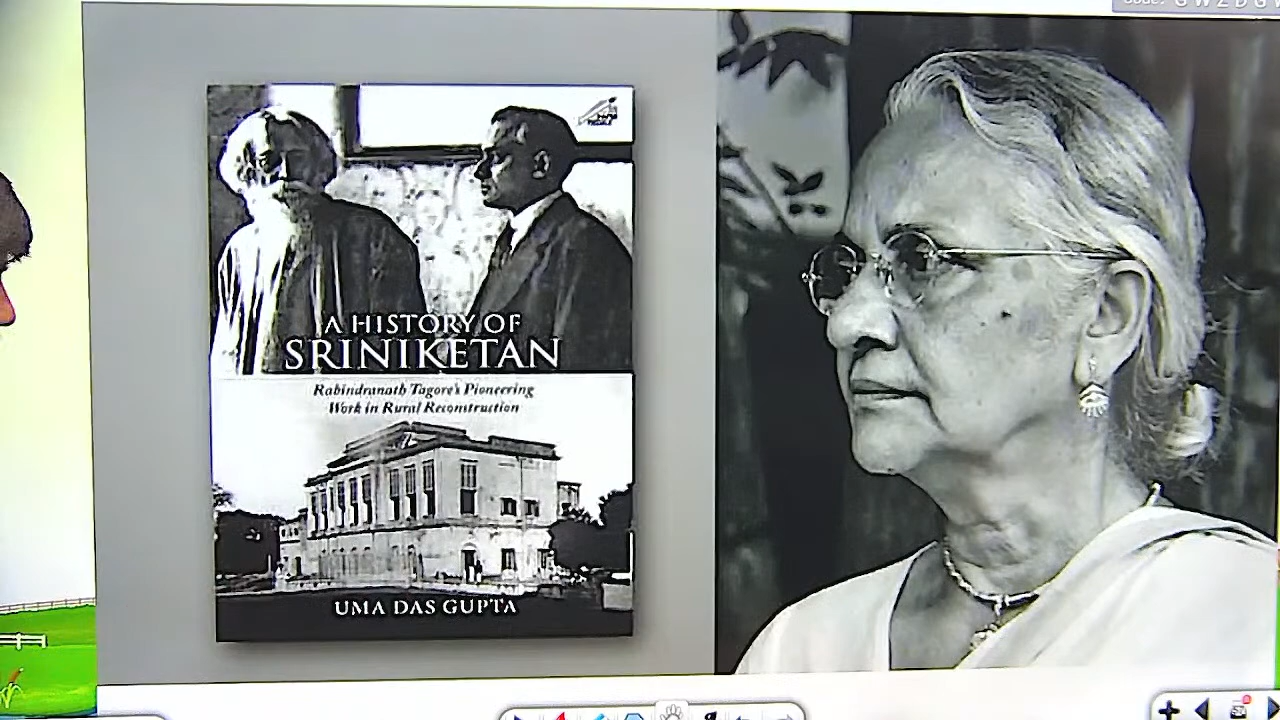 A HISTORY OF
SRINIKETAN
Rabindranath Tagore's Pioneering
Work in Rural Reconstruction
UMA DAS GUPTA